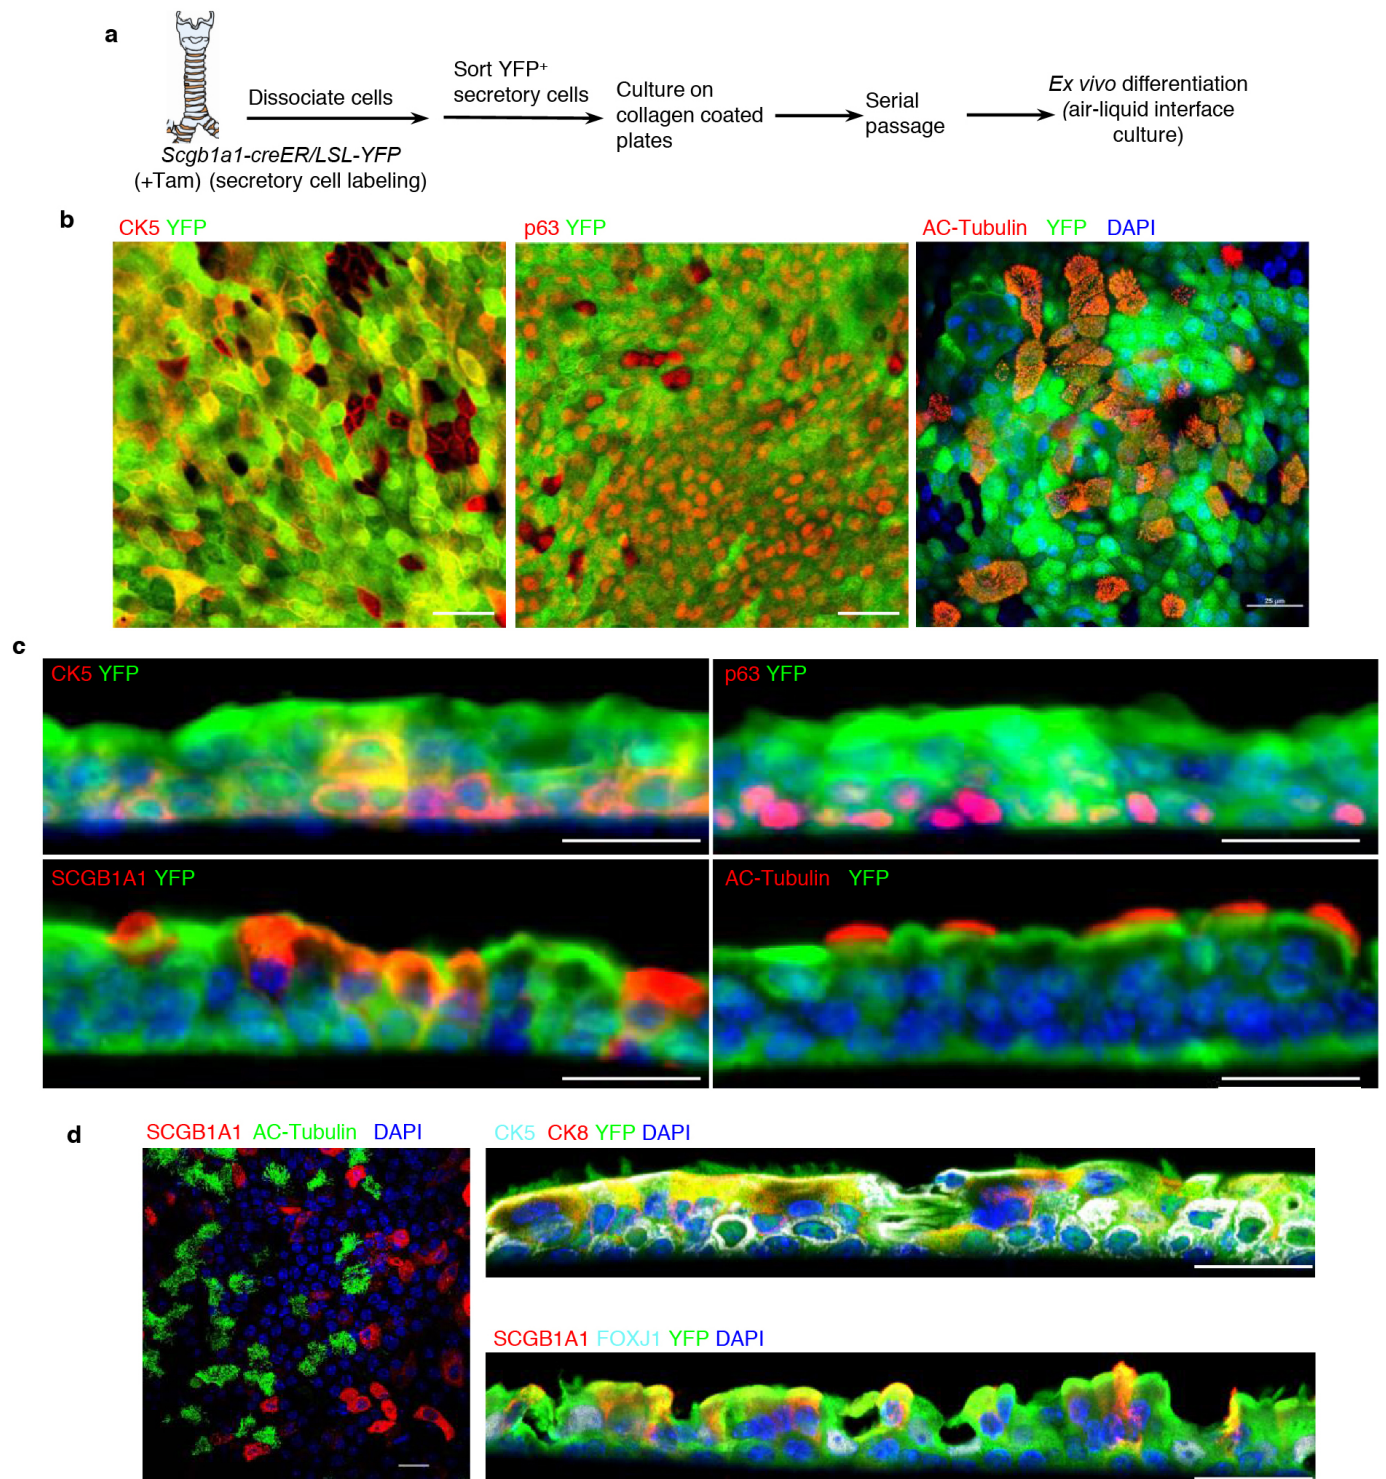 a
Dissociate cells
Sort YFP+
secretory cells
Culture on
collagen coated
plates
Serial
passage
Ex vivo differentiation
(air-liquid interface
culture)
Scgb1a1-creER/LSL-YFP
(+Tam) (secretory cell labeling)
b
CK5 YFP
p63 YFP
AC-Tubulin YFP DAPI
25 µm
c
CK5 YFP
p63 YFP
SCGB1A1 YFP
AC-Tubulin YFP
d
SCGB1A1 AC-Tubulin DAPI
CK5 CK8 YFP DAPI
SCGB1A1 FOXJ1 YFP DAPI